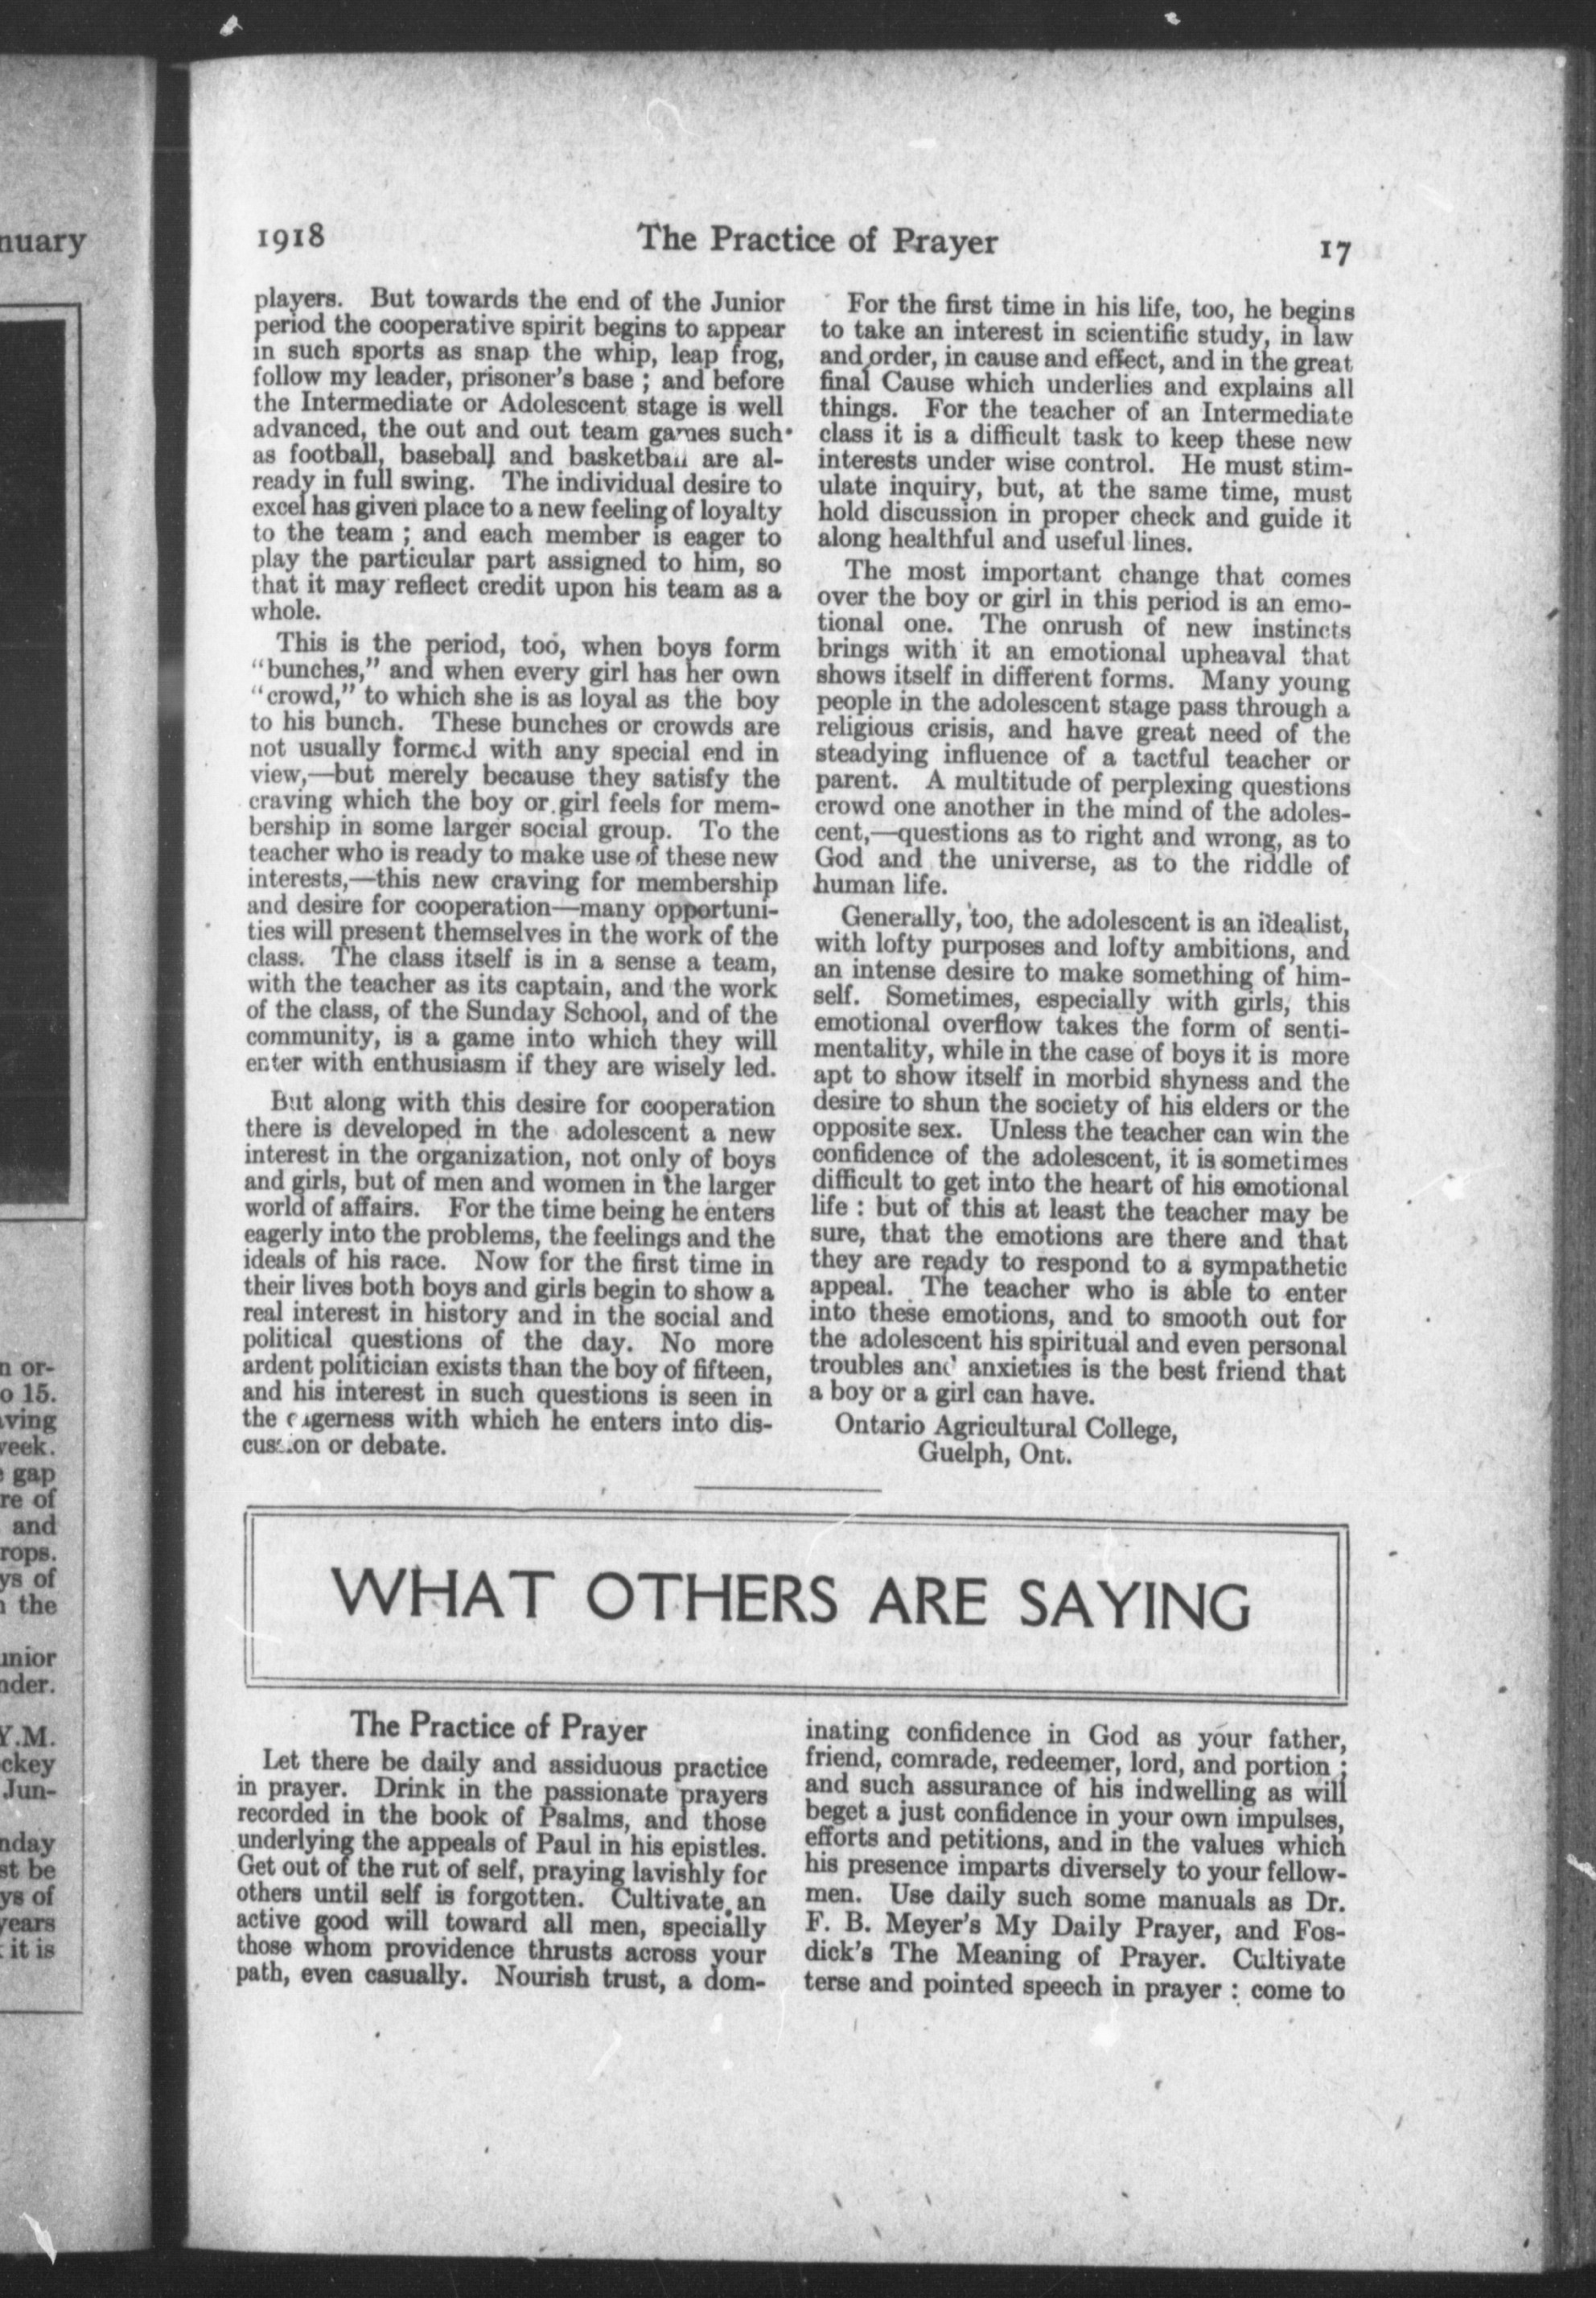 nuary
n or-
o 15.
ving
veek.
gap
re of
and
rops.
ys of
the
unior
nder.
Y.M.
ckey
Jun-
nday
st be
ys of
years
it is
1918 The Practice of Prayer 17
players. But towards the end of the Junior
period the cooperative spirit begins to appear
in such sports as snap the whip, leap frog,
follow my leader, prisoner's base ; and before
the Intermediate or Adolescent stage is well
advanced, the out and out team games such
as football, baseball and basketball are al-
ready in full swing. The individual desire to
excel has given place to a new feeling of loyalty
to the team ; and each member is eager to
play the particular part assigned to him, so
that it may reflect credit upon his team as a
whole.
This is the period, too, when boys form
"bunches," and when every girl has her own
"crowd," to which she is as loyal as the boy
to his bunch. These bunches or crowds are
not usually formed with any special end in
view,—but merely because they satisfy the
craving which the boy or girl feels for mem-
bership in some larger social group. To the
teacher who is ready to make use of these new
interests,—this new craving for membership
and desire for cooperation—many opportuni-
ties will present themselves in the work of the
class. The class itself is in a sense a team,
with the teacher as its captain, and the work
of the class, of the Sunday School, and of the
community, is a game into which they will
enter with enthusiasm if they are wisely led.
But along with this desire for cooperation
there is developed in the adolescent a new
interest in the organization, not only of boys
and girls, but of men and women in the larger
world of affairs. For the time being he enters
eagerly into the problems, the feelings and the
ideals of his race. Now for the first time in
their lives both boys and girls begin to show a
real interest in history and in the social and
political questions of the day. No more
ardent politician exists than the boy of fifteen,
and his interest in such questions is seen in
the eagerness with which he enters into dis-
cussion or debate.
For the first time in his life, too, he begins
to take an interest in scientific study, in law
and order, in cause and effect, and in the great
final Cause which underlies and explains all
things. For the teacher of an Intermediate
class it is a difficult task to keep these new
interests under wise control. He must stim-
ulate inquiry, but, at the same time, must
hold discussion in proper check and guide it
along healthful and useful lines.
The most important change that comes
over the boy or girl in this period is an emo-
tional one. The onrush of new instincts
brings with it an emotional upheaval that
shows itself in different forms. Many young
people in the adolescent stage pass through a
religious crisis, and have great need of the
steadying influence of a tactful teacher or
parent. A multitude of perplexing questions
crowd one another in the mind of the adoles-
cent,—questions as to right and wrong, as to
God and the universe, as to the riddle of
human life.
Generally, too, the adolescent is an idealist,
with lofty purposes and lofty ambitions, and
an intense desire to make something of him-
self. Sometimes, especially with girls, this
emotional overflow takes the form of senti-
mentality, while in the case of boys it is more
apt to show itself in morbid shyness and the
desire to shun the society of his elders or the
opposite sex. Unless the teacher can win the
confidence of the adolescent, it is sometimes
difficult to get into the heart of his emotional
life : but of this at least the teacher may be
sure, that the emotions are there and that
they are ready to respond to a sympathetic
appeal. The teacher who is able to enter
into these emotions, and to smooth out for
the adolescent his spiritual and even personal
troubles and anxieties is the best friend that
a boy or a girl can have.
Ontario Agricultural College,
Guelph, Ont.
WHAT OTHERS ARE SAYING
The Practice of Prayer
Let there be daily and assiduous practice
in prayer. Drink in the passionate prayers
recorded in the book of Psalms, and those
underlying the appeals of Paul in his epistles.
Get out of the rut of self, praying lavishly for
others until self is forgotten. Cultivate an
active good will toward all men, specially
those whom providence thrusts across your
path, even casually. Nourish trust, a dom-
inating confidence in God as your father,
friend, comrade, redeemer, lord, and portion ;
and such assurance of his indwelling as will
beget a just confidence in your own impulses,
efforts and petitions, and in the values which
his presence imparts diversely to your fellow-
men. Use daily such some manuals as Dr.
F. B. Meyer's My Daily Prayer, and Fos-
dick's The Meaning of Prayer. Cultivate
terse and pointed speech in prayer : come to